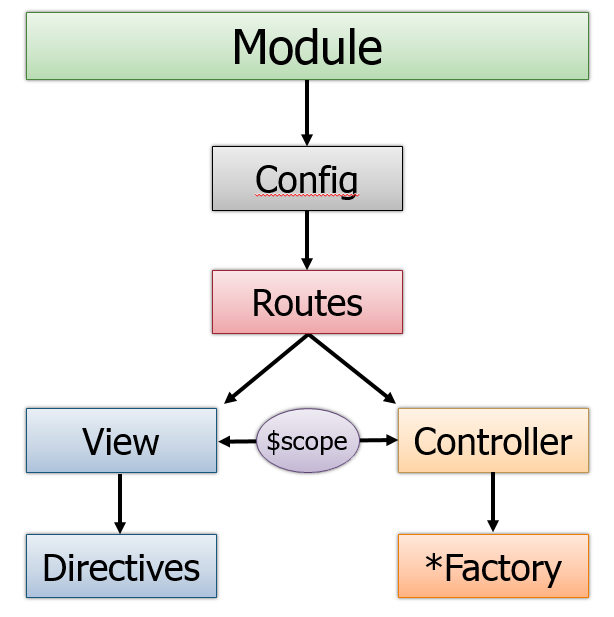 Module
Config
Routes
View
$scope
Controller
Directives
*Factory